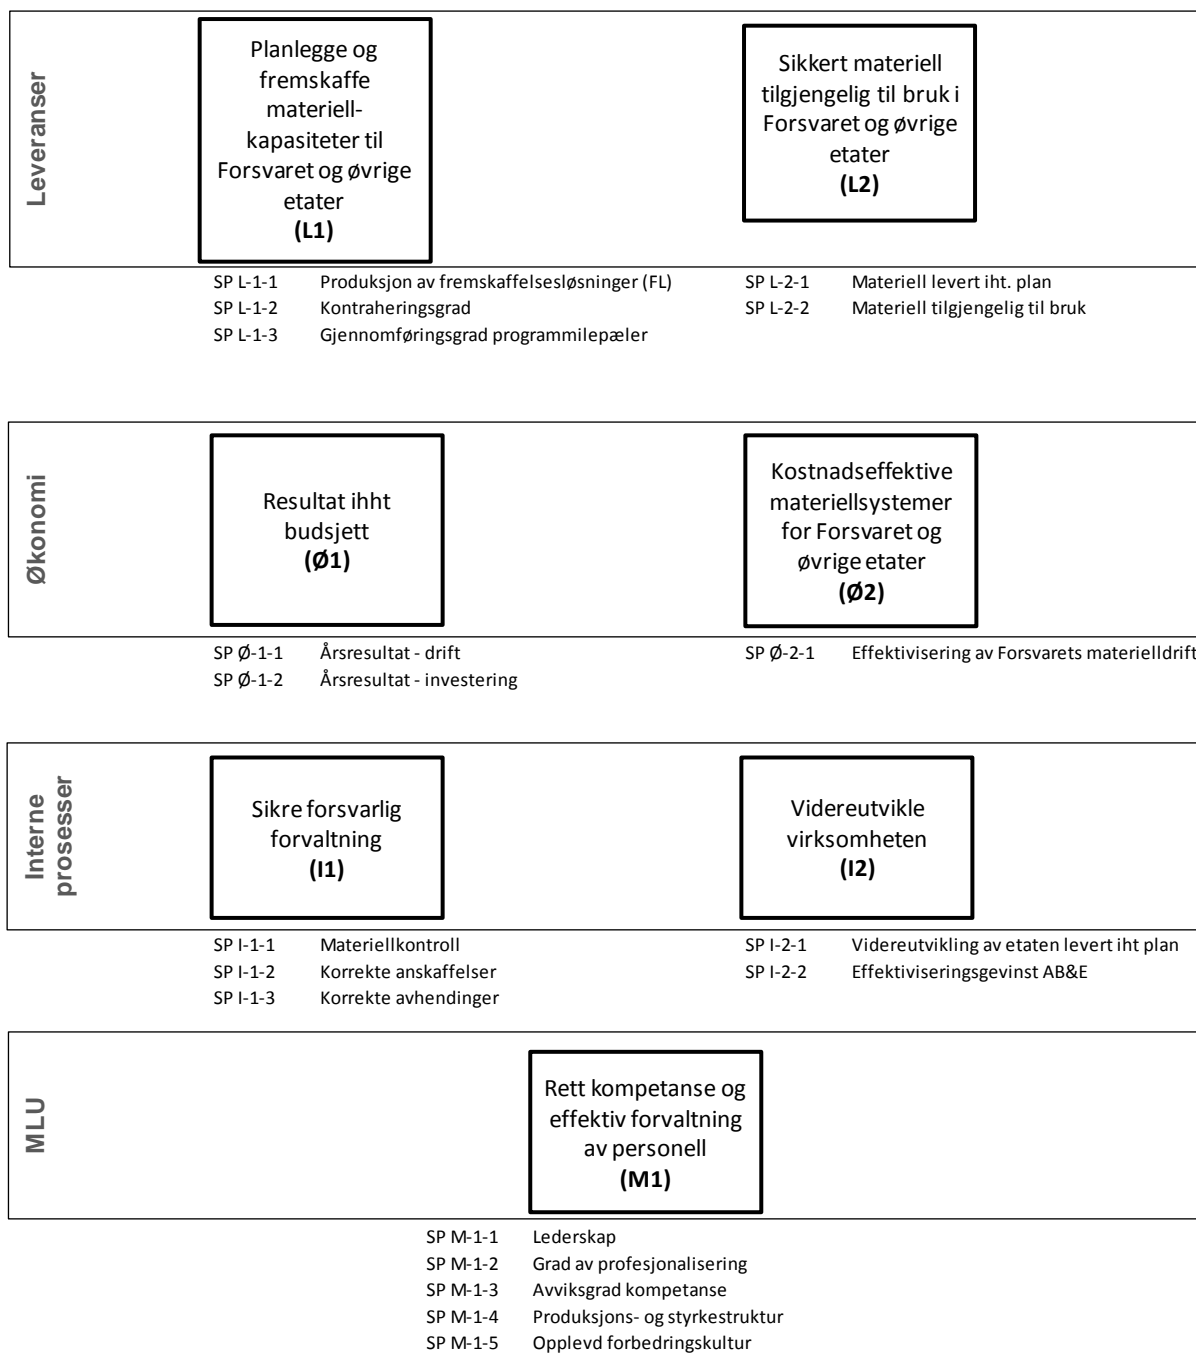 Leveranser
Planlegge og
fremskaffe
materiell-
kapasiteter til
Forsvaret og øvrige
etater
(L1)
Sikkert materiell
tilgjengelig til bruk i
Forsvaret og øvrige
etater
(L2)
SP L-1-1 Produksjon av fremskaffelsesløsninger (FL)
SP L-1-2 Kontraheringsgrad
SP L-1-3 Gjennomføringsgrad programmilepæler
SP L-2-1 Materiell levert iht. plan
SP L-2-2 Materiell tilgjengelig til bruk
Økonomi
Resultat ihht
budsjett
(Ø1)
Kostnadseffektive
materiellsystemer
for Forsvaret og
øvrige etater
(Ø2)
SP Ø-1-1 Årsresultat - drift
SP Ø-1-2 Årsresultat - investering
SP Ø-2-1 Effektivisering av Forsvarets materielldrift
Interne
prosesser
Sikre forsvarlig
forvaltning
(I1)
Videreutvikle
virksomheten
(I2)
SP I-1-1 Materiellkontroll
SP I-1-2 Korrekte anskaffelser
SP I-1-3 Korrekte avhendinger
SP I-2-1 Videreutvikling av etaten levert iht plan
SP I-2-2 Effektiviseringsgevinst AB&E
MLU
Rett kompetanse og
effektiv forvaltning
av personell
(M1)
SP M-1-1 Lederskap
SP M-1-2 Grad av profesjonalisering
SP M-1-3 Avviksgrad kompetanse
SP M-1-4 Produksjons- og styrkestruktur
SP M-1-5 Opplevd forbedringskultur